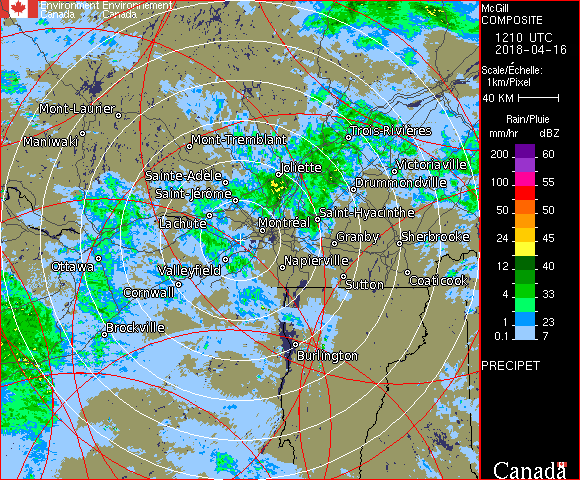 Environment Environnement
Canada Canada
McGill
COMPOSITE
1210 UTC
2018-04-16
Scale/Échelle:
1km/Pixel
40 KM
Rain/Pluie
mm/hr dBZ
200 60
100 55
50 50
24 45
12 40
4 33
1 23
0.1 7
PRECIPET
Canada
Mont-Laurier
Maniwaki
Mont-Tremblant
Trois-Rivières
Joliette
Victoriaville
Sainte-Adèle
Drummondville
Saint-Jérôme
Saint-Hyacinthe
Lachute
Montréal
Granby
Sherbrooke
Ottawa
Valleyfield
Napierville
Cornwall
Sutton
Coaticook
Brockville
Burlington